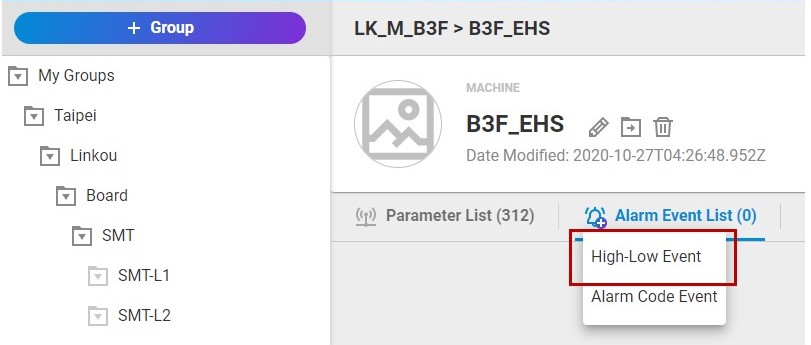 + Group
My Groups
Taipei
Linkou
Board
SMT
SMT-L1
SMT-L2
LK_M_B3F > B3F_EHS
MACHINE
B3F_EHS
Date Modified: 2020-10-27T04:26:48.952Z
Parameter List (312)
Alarm Event List (0)
High-Low Event
Alarm Code Event